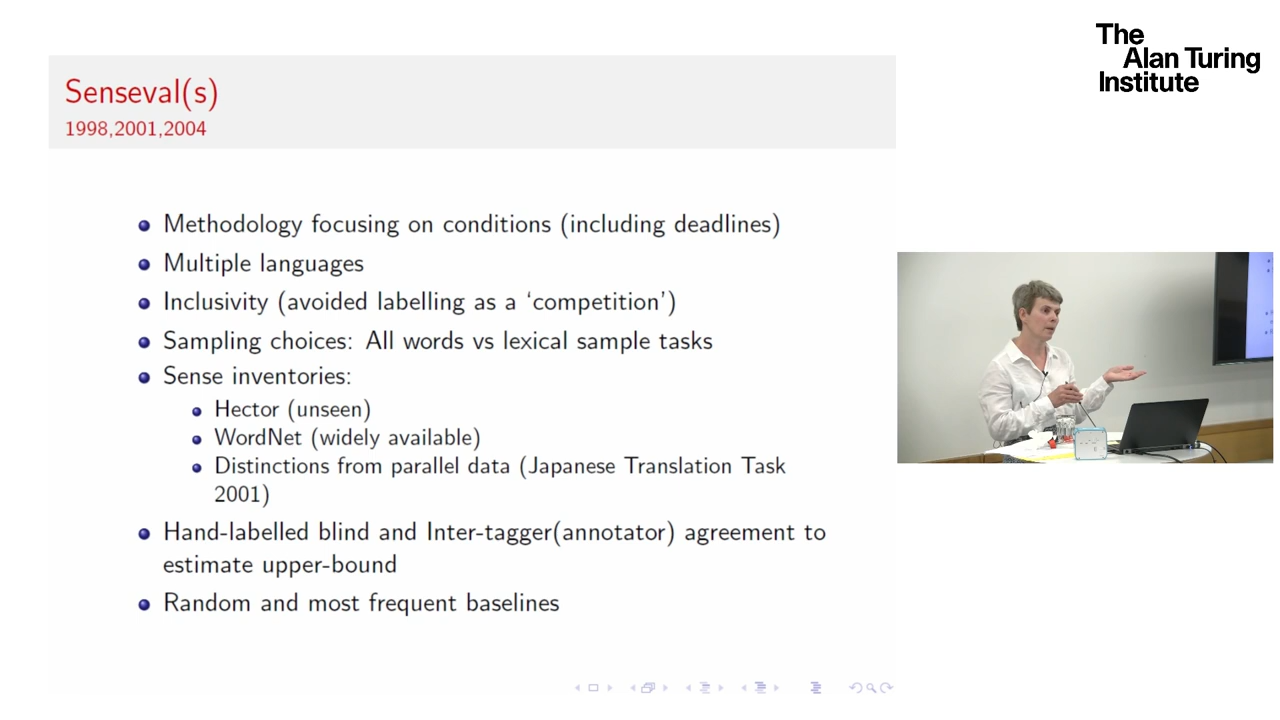 The
Alan Turing
Institute
Senseval(s)
1998,2001,2004
Methodology focusing on conditions (including deadlines)
Multiple languages
Inclusivity (avoided labelling as a ‘competition’)
Sampling choices: All words vs lexical sample tasks
Sense inventories:
Hector (unseen)
WordNet (widely available)
Distinctions from parallel data (Japanese Translation Task
2001)
Hand-labelled blind and Inter-tagger(annotator) agreement to
estimate upper-bound
Random and most frequent baselines